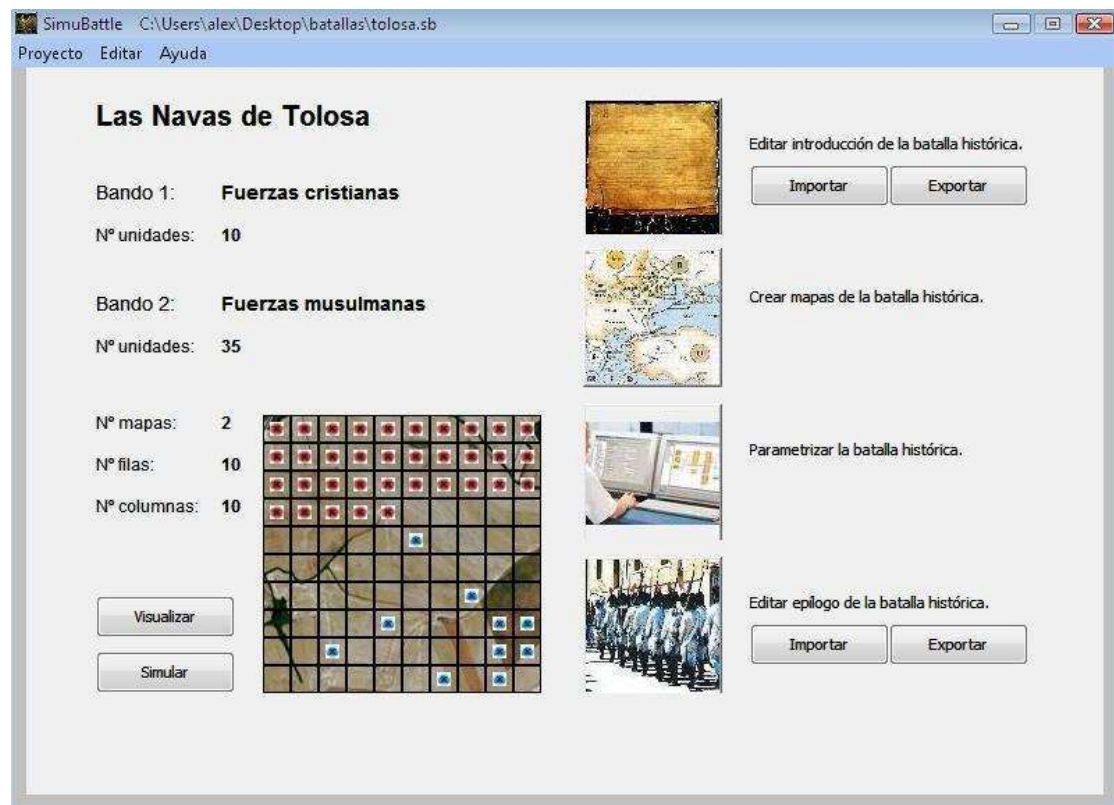 SimuBattle C:\Users\alex\Desktop\batallas\tolosa.sb
Proyecto Editar Ayuda
Las Navas de Tolosa
Bando 1: Fuerzas cristianas
Nº unidades: 10
Bando 2: Fuerzas musulmanas
Nº unidades: 35
Nº mapas: 2
Nº filas: 10
Nº columnas: 10
Visualizar
Simular
Editar introducción de la batalla histórica.
Importar Exportar
Crear mapas de la batalla histórica.
Parametrizar la batalla histórica.
Editar epílogo de la batalla histórica.
Importar Exportar